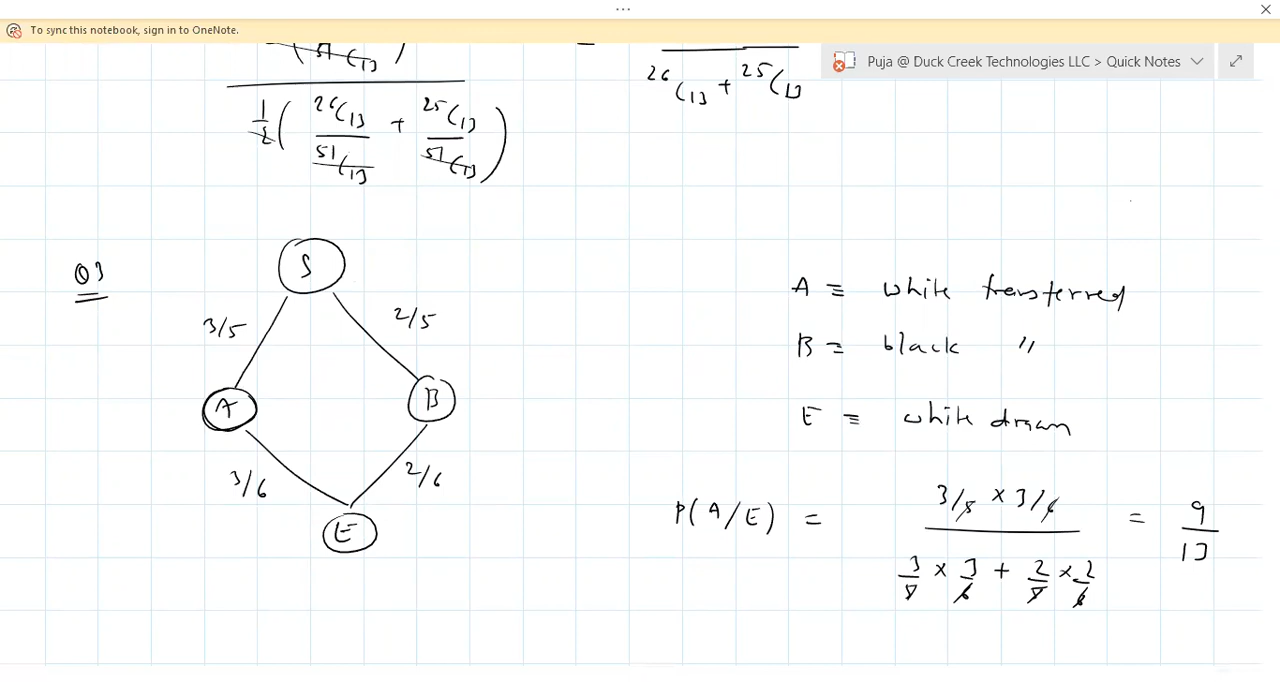 ...
To sync this notebook, sign in to OneNote.
Puja @ Duck Creek Technologies LLC > Quick Notes
51C13 )
26C13 + 25C13
1/2 ( 26C13/51C13 + 25C13/51C13 )
Q3
S
3/5 2/5
A B
3/6 2/6
E
A ≡ white transferred
B ≡ black "
E ≡ white drawn
P(A/E) = (3/5 × 3/6) / (3/5 × 3/6 + 2/5 × 2/6) = 9/13